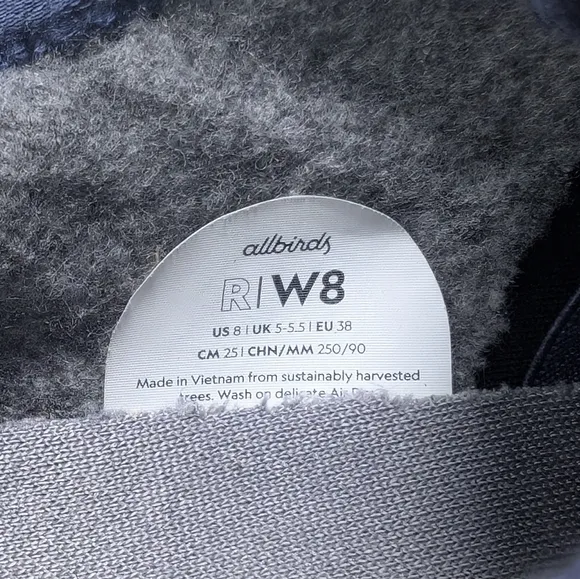 allbirds
R | W8
US 8 | UK 5-5.5 | EU 38
CM 25 | CHN/MM 250/90
Made in Vietnam from sustainably harvested
trees. Wash on delicate Air